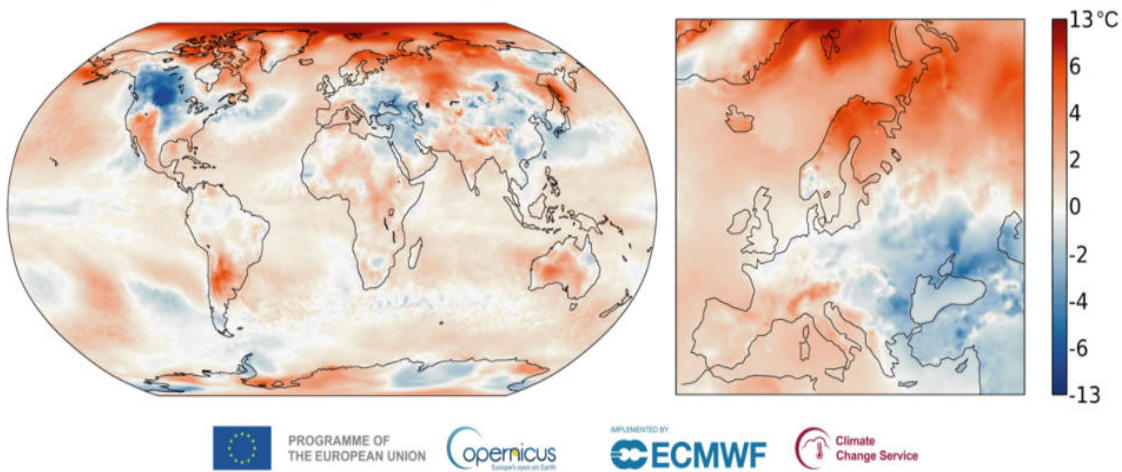 13°C
6
4
2
0
-2
-4
-6
-13
PROGRAMME OF
THE EUROPEAN UNION
Copernicus
Europe's eyes on Earth
IMPLEMENTED BY
ECMWF
Climate
Change Service